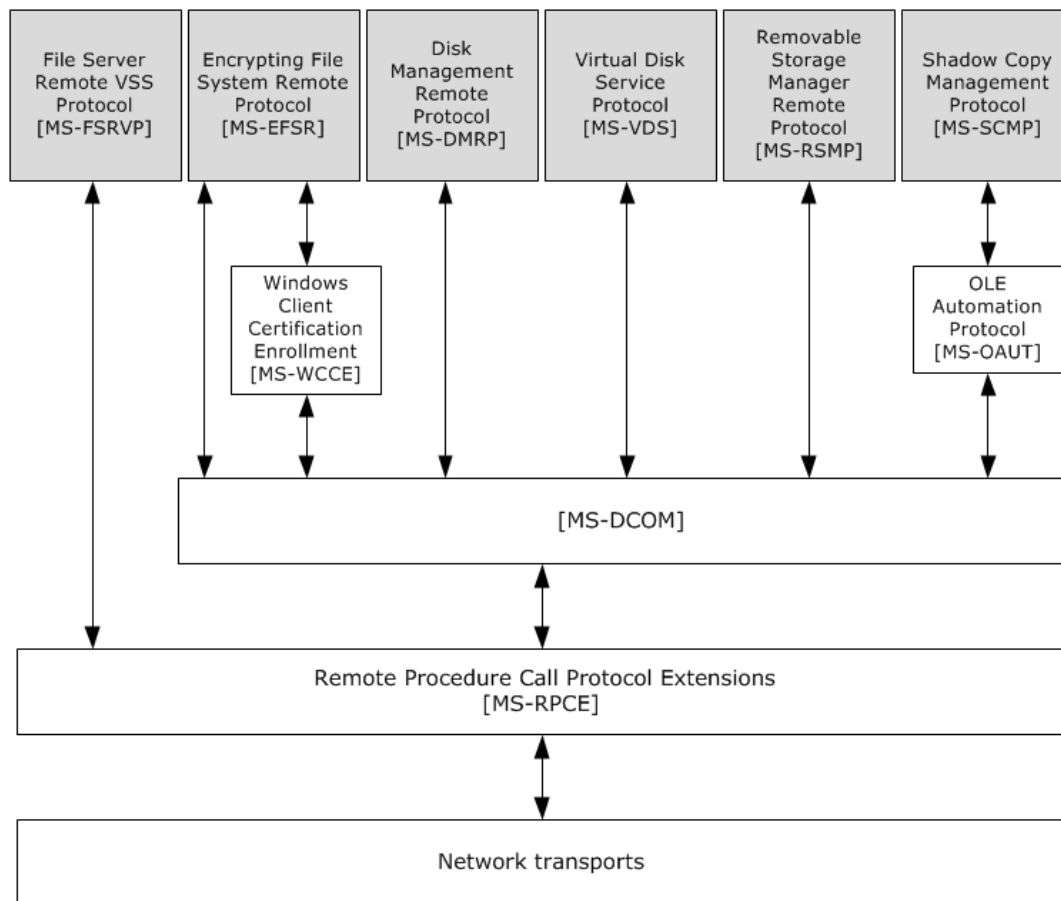 File Server
Remote VSS
Protocol
[MS-FSRVP]
Encrypting File
System Remote
Protocol
[MS-EFSR]
Disk
Management
Remote
Protocol
[MS-DMRP]
Virtual Disk
Service
Protocol
[MS-VDS]
Removable
Storage
Manager
Remote
Protocol
[MS-RSMP]
Shadow Copy
Management
Protocol
[MS-SCMP]
Windows
Client
Certification
Enrollment
[MS-WCCE]
OLE
Automation
Protocol
[MS-OAUT]
[MS-DCOM]
Remote Procedure Call Protocol Extensions
[MS-RPCE]
Network transports